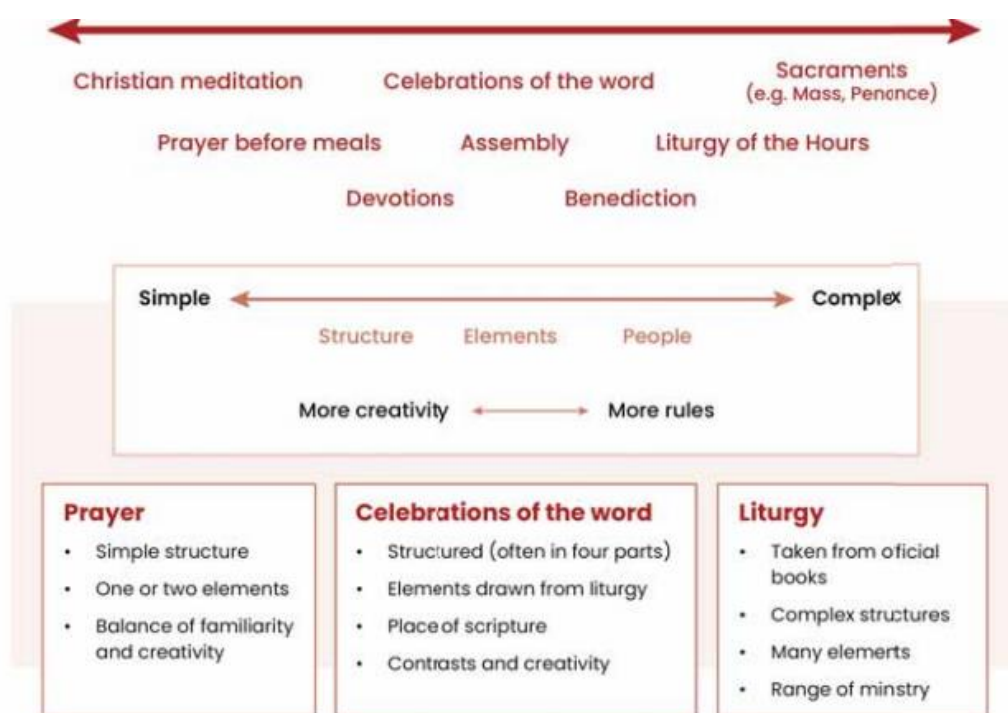 Christian meditation
Celebrations of the word
Sacraments
(e.g. Mass, Penance)
Prayer before meals
Assembly
Liturgy of the Hours
Devotions
Benediction
Simple
Complex
Structure
Elements
People
More creativity
More rules
Prayer
• Simple structure
• One or two elements
• Balance of familiarity
and creativity
Celebrations of the word
• Structured (often in four parts)
• Elements drawn from liturgy
• Place of scripture
• Contrasts and creativity
Liturgy
• Taken from oficial
books
• Complex structures
• Many elements
• Range of minstry